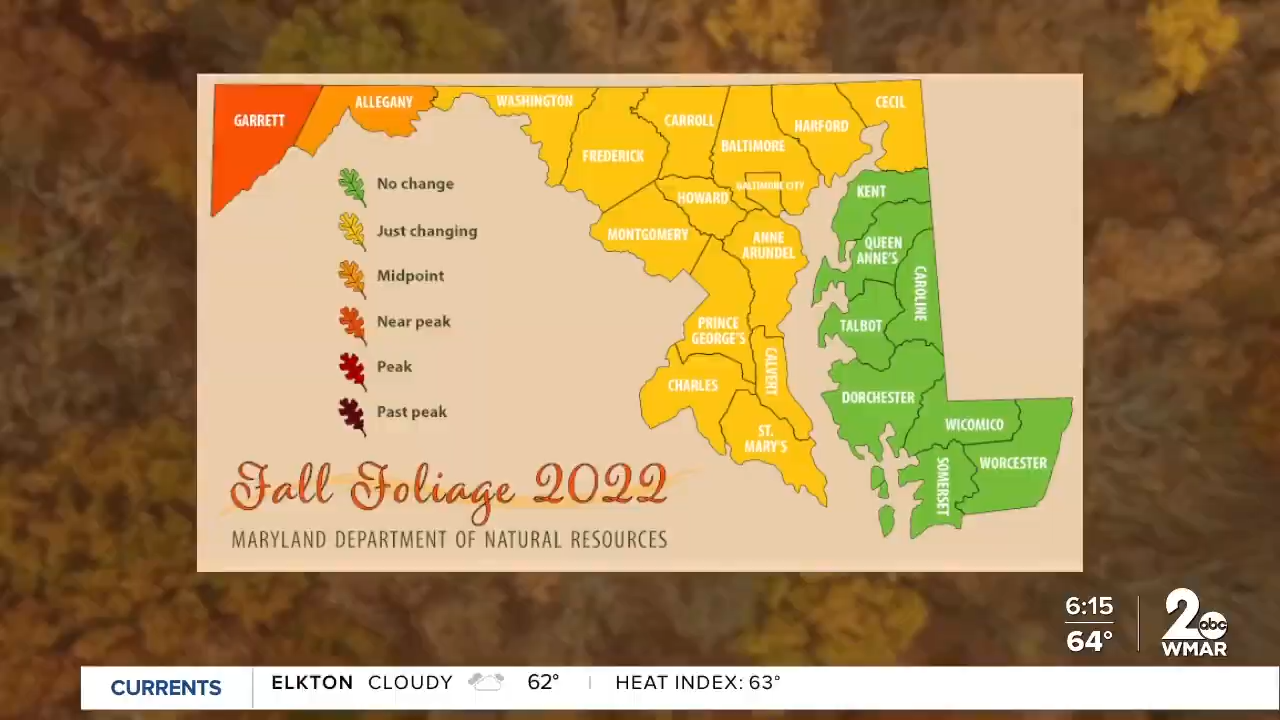 GARRETT
ALLEGANY
WASHINGTON
FREDERICK
CARROLL
BALTIMORE
HARFORD
CECIL
BALTIMORE CITY
HOWARD
MONTGOMERY
ANNE
ARUNDEL
KENT
QUEEN
ANNE'S
CAROLINE
TALBOT
PRINCE
GEORGE'S
CALVERT
CHARLES
ST.
MARY'S
DORCHESTER
WICOMICO
WORCESTER
SOMERSET
No change
Just changing
Midpoint
Near peak
Peak
Past peak
Fall Foliage 2022
MARYLAND DEPARTMENT OF NATURAL RESOURCES
6:15
64°
2
abc
WMAR
CURRENTS
ELKTON CLOUDY 62° HEAT INDEX: 63°